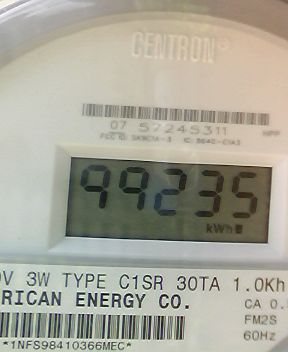 CENTRON®
07 57245311 HPP
99235
kWh
V 3W TYPE C1SR 30TA 1.0Kh
RICAN ENERGY CO.
CA 0.
FM2S
60Hz
*1NFS98410366MEC*